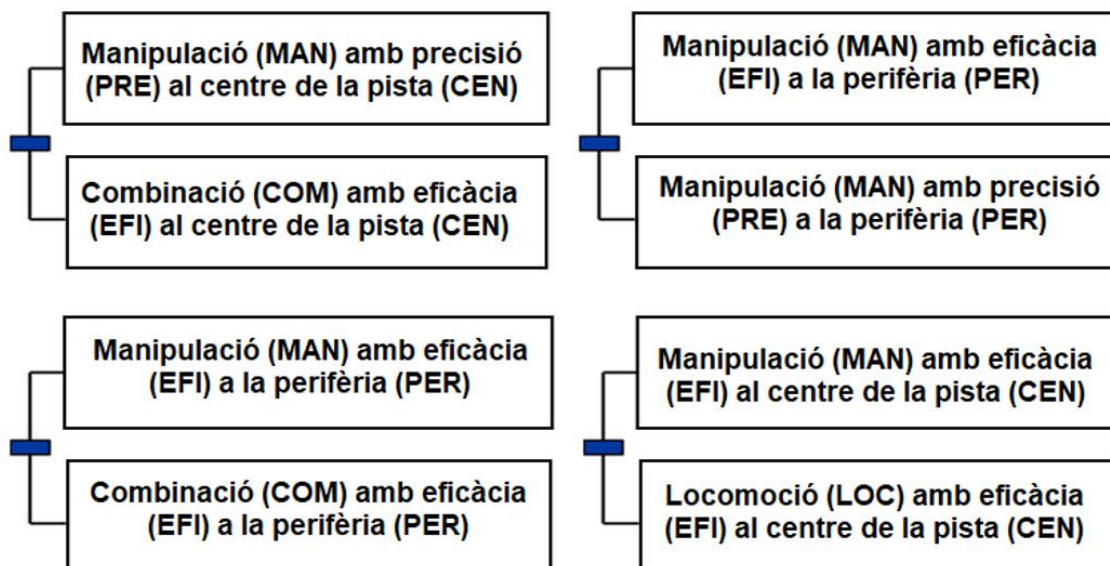 Manipulació (MAN) amb precisió
(PRE) al centre de la pista (CEN)
Combinació (COM) amb eficàcia
(EFI) al centre de la pista (CEN)
Manipulació (MAN) amb eficàcia
(EFI) a la perifèria (PER)
Manipulació (MAN) amb precisió
(PRE) a la perifèria (PER)
Manipulació (MAN) amb eficàcia
(EFI) a la perifèria (PER)
Combinació (COM) amb eficàcia
(EFI) a la perifèria (PER)
Manipulació (MAN) amb eficàcia
(EFI) al centre de la pista (CEN)
Locomoció (LOC) amb eficàcia
(EFI) al centre de la pista (CEN)